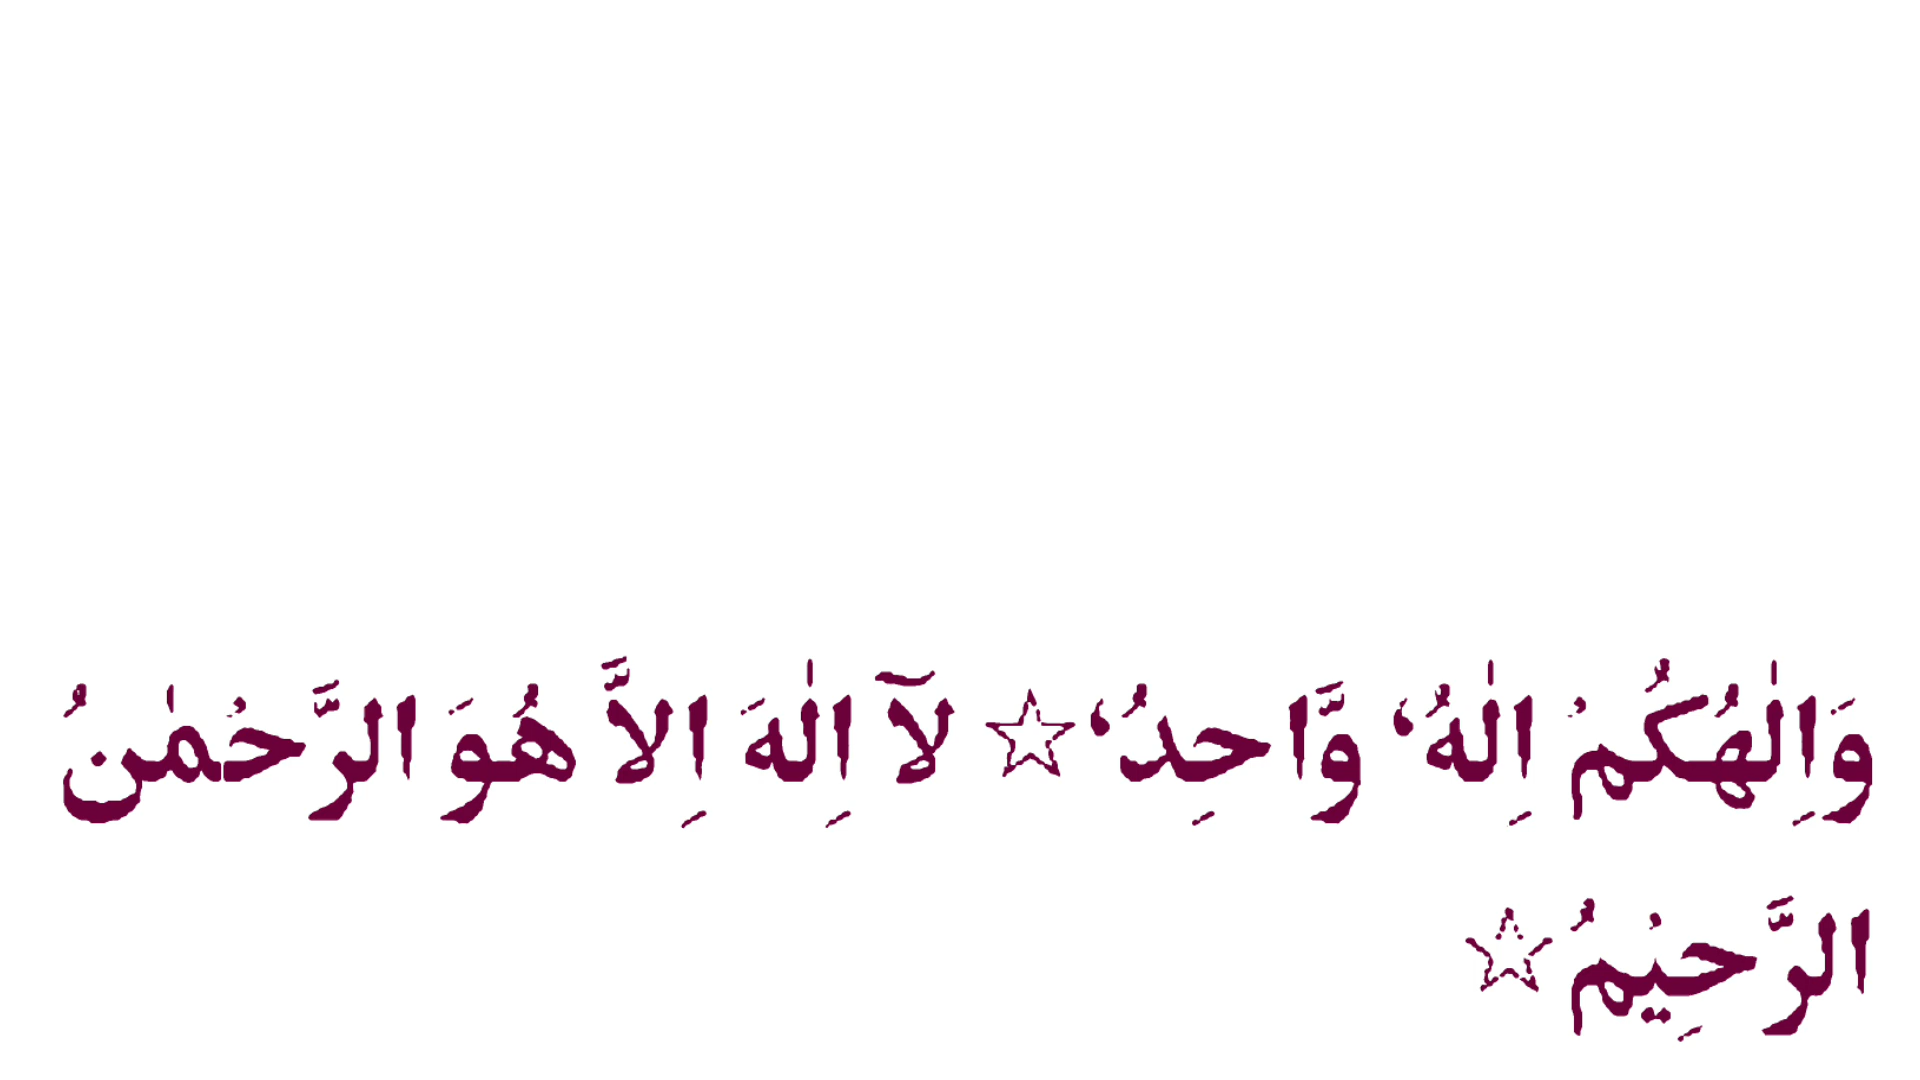 وَاِلٰهُكُمْ اِلٰهٌ وَّاحِدٌ ☆ لَآ اِلٰهَ اِلَّا هُوَ الرَّحْمٰنُ
الرَّحِيْمُ ☆